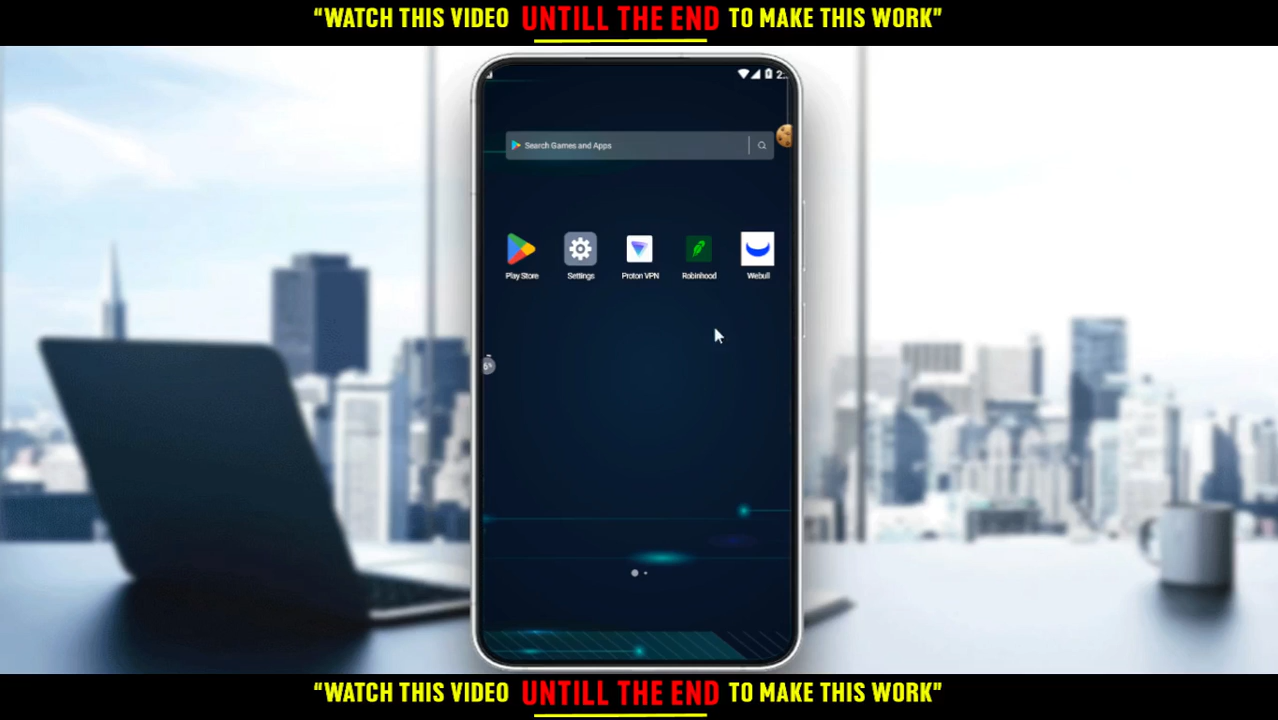 “WATCH THIS VIDEO UNTILL THE END TO MAKE THIS WORK”
2:
Search Games and Apps
Play Store Settings Proton VPN Robinhood Webull
“WATCH THIS VIDEO UNTILL THE END TO MAKE THIS WORK”